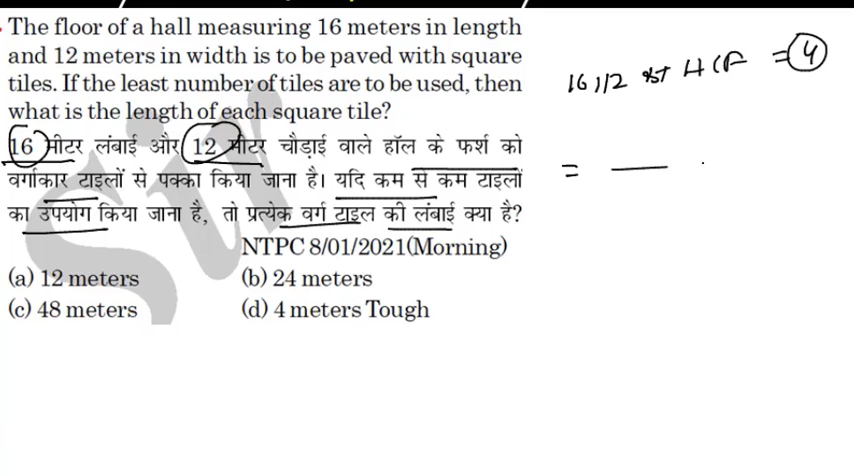 The floor of a hall measuring 16 meters in length
and 12 meters in width is to be paved with square
tiles. If the least number of tiles are to be used, then
what is the length of each square tile?
16 मीटर लंबाई और 12 मीटर चौड़ाई वाले हॉल के फर्श को
वर्गाकार टाइलों से पक्का किया जाना है। यदि कम से कम टाइलों
का उपयोग किया जाना है, तो प्रत्येक वर्ग टाइल की लंबाई क्या है?
NTPC 8/01/2021(Morning)
(a) 12 meters (b) 24 meters
(c) 48 meters (d) 4 meters Tough
16,12 का HCF = 4
=
Sir